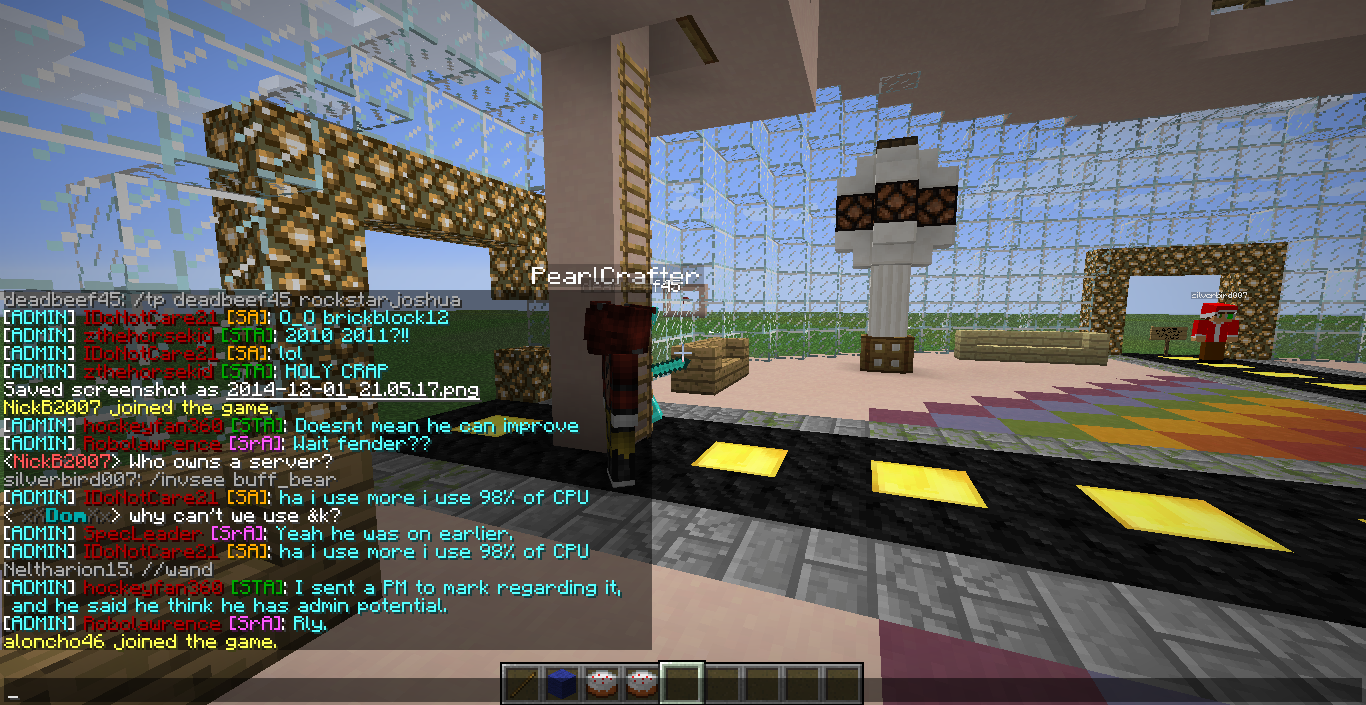 PearlCrafter
f45
silverbird007
deadbeef45: /tp deadbeef45 rockstar.joshua
[ADMIN] IDoNotCare21 [SA]: O_O brickblock12
[ADMIN] zthehorsekid [STA]: 2010 2011?!!
[ADMIN] IDoNotCare21 [SA]: lol
[ADMIN] zthehorsekid [STA]: HOLY CRAP
Saved screenshot as 2014-12-01_21.05.17.png
NickB2007 joined the game.
[ADMIN] hockeyfan360 [STA]: Doesnt mean he can improve
[ADMIN] Robolawrence [SrA]: Wait fender??
<NickB2007> Who owns a server?
silverbird007: /invsee buff_bear
[ADMIN] IDoNotCare21 [SA]: ha i use more i use 98% of CPU
< xXDomXx> why can't we use &k?
[ADMIN] SpecLeader [SrA]: Yeah he was on earlier.
[ADMIN] IDoNotCare21 [SA]: ha i use more i use 98% of CPU
Neltharion15: //wand
[ADMIN] hockeyfan360 [STA]: I sent a PM to mark regarding it,
and he said he think he has admin potential.
[ADMIN] Robolawrence [SrA]: Rly.
aloncho46 joined the game.
_